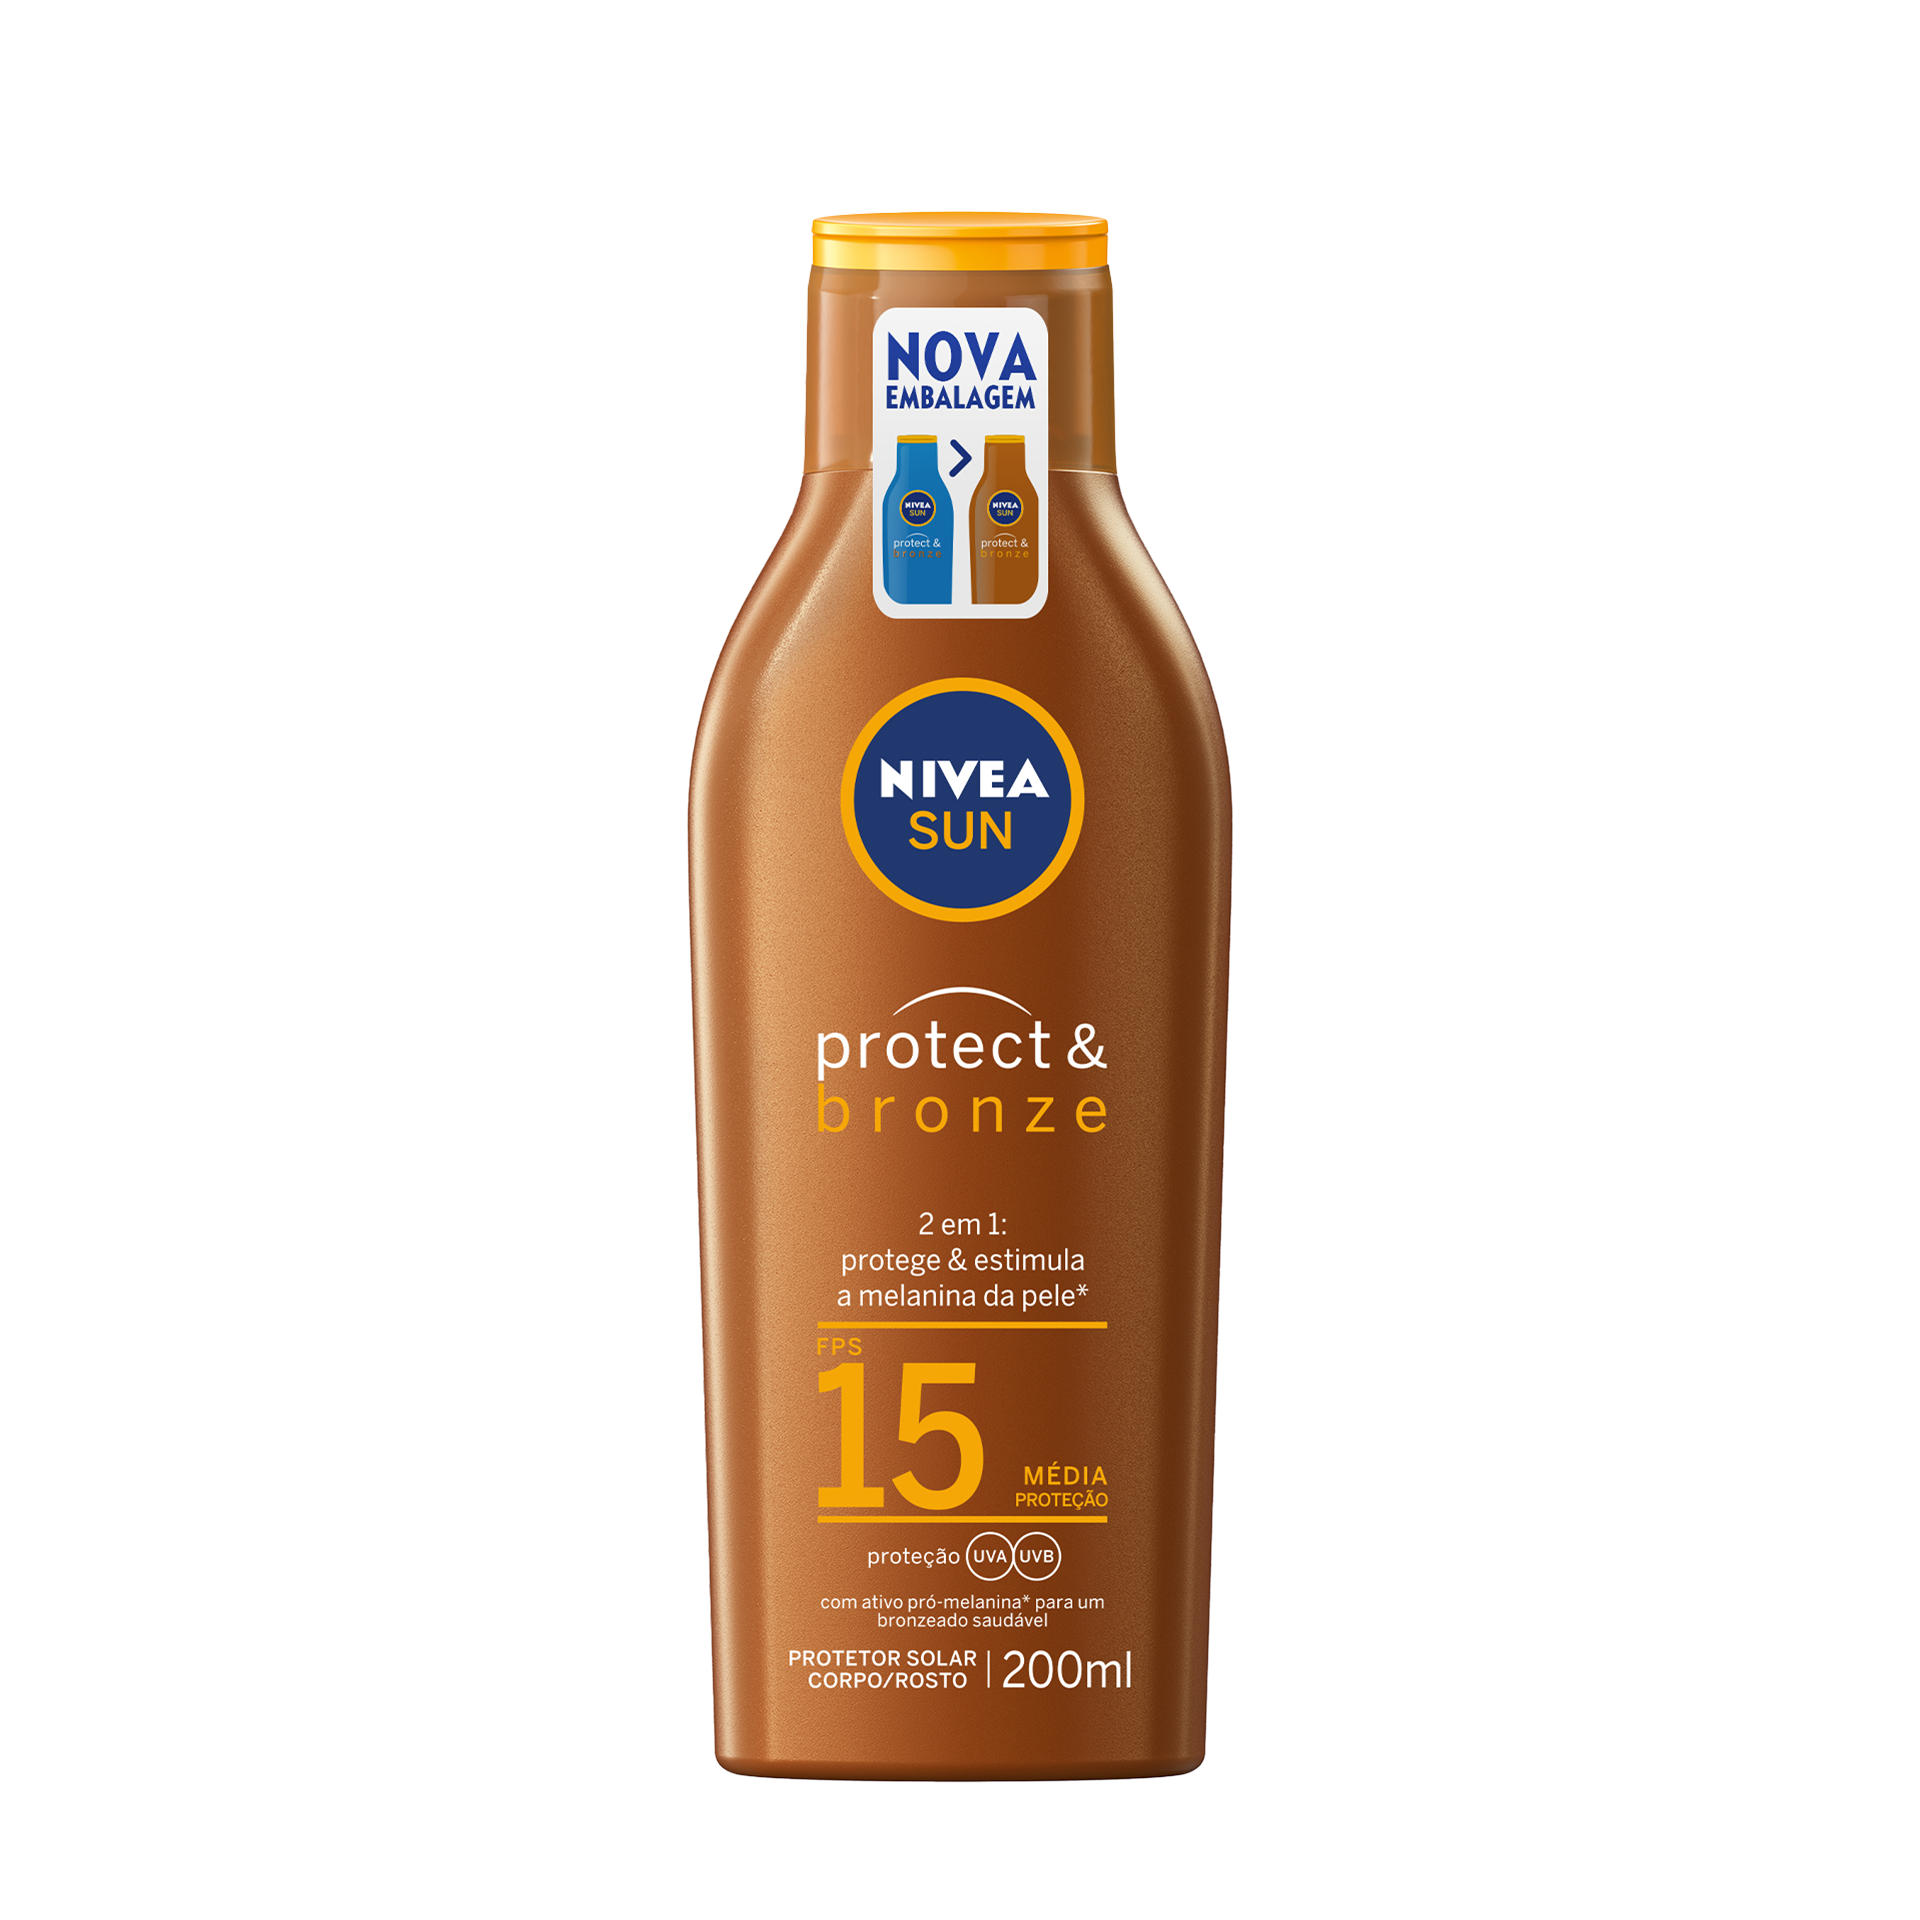 NOVA
EMBALAGEM
NIVEA
SUN
protect &
bronze
NIVEA
SUN
protect &
bronze
NIVEA
SUN
protect &
bronze
2 em 1:
protege & estimula
a melanina da pele*
FPS
15
MÉDIA
PROTEÇÃO
proteção UVA UVB
com ativo pró-melanina* para um
bronzeado saudável
PROTETOR SOLAR
CORPO/ROSTO
200ml